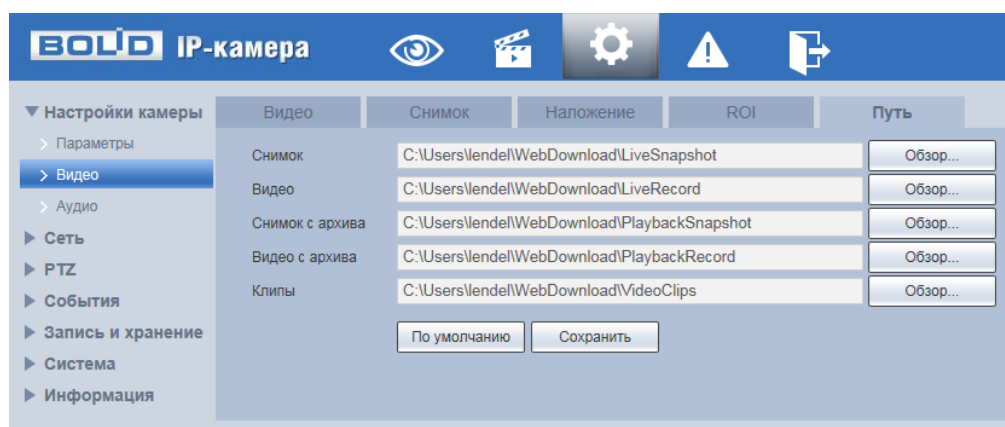 BOLID IP-камера
Настройки камеры
Параметры
Видео
Аудио
Сеть
PTZ
События
Запись и хранение
Система
Информация
Видео Снимок Наложение ROI Путь
Снимок C:\Users\lendel\WebDownload\LiveSnapshot Обзор...
Видео C:\Users\lendel\WebDownload\LiveRecord Обзор...
Снимок с архива C:\Users\lendel\WebDownload\PlaybackSnapshot Обзор...
Видео с архива C:\Users\lendel\WebDownload\PlaybackRecord Обзор...
Клипы C:\Users\lendel\WebDownload\VideoClips Обзор...
По умолчанию Сохранить